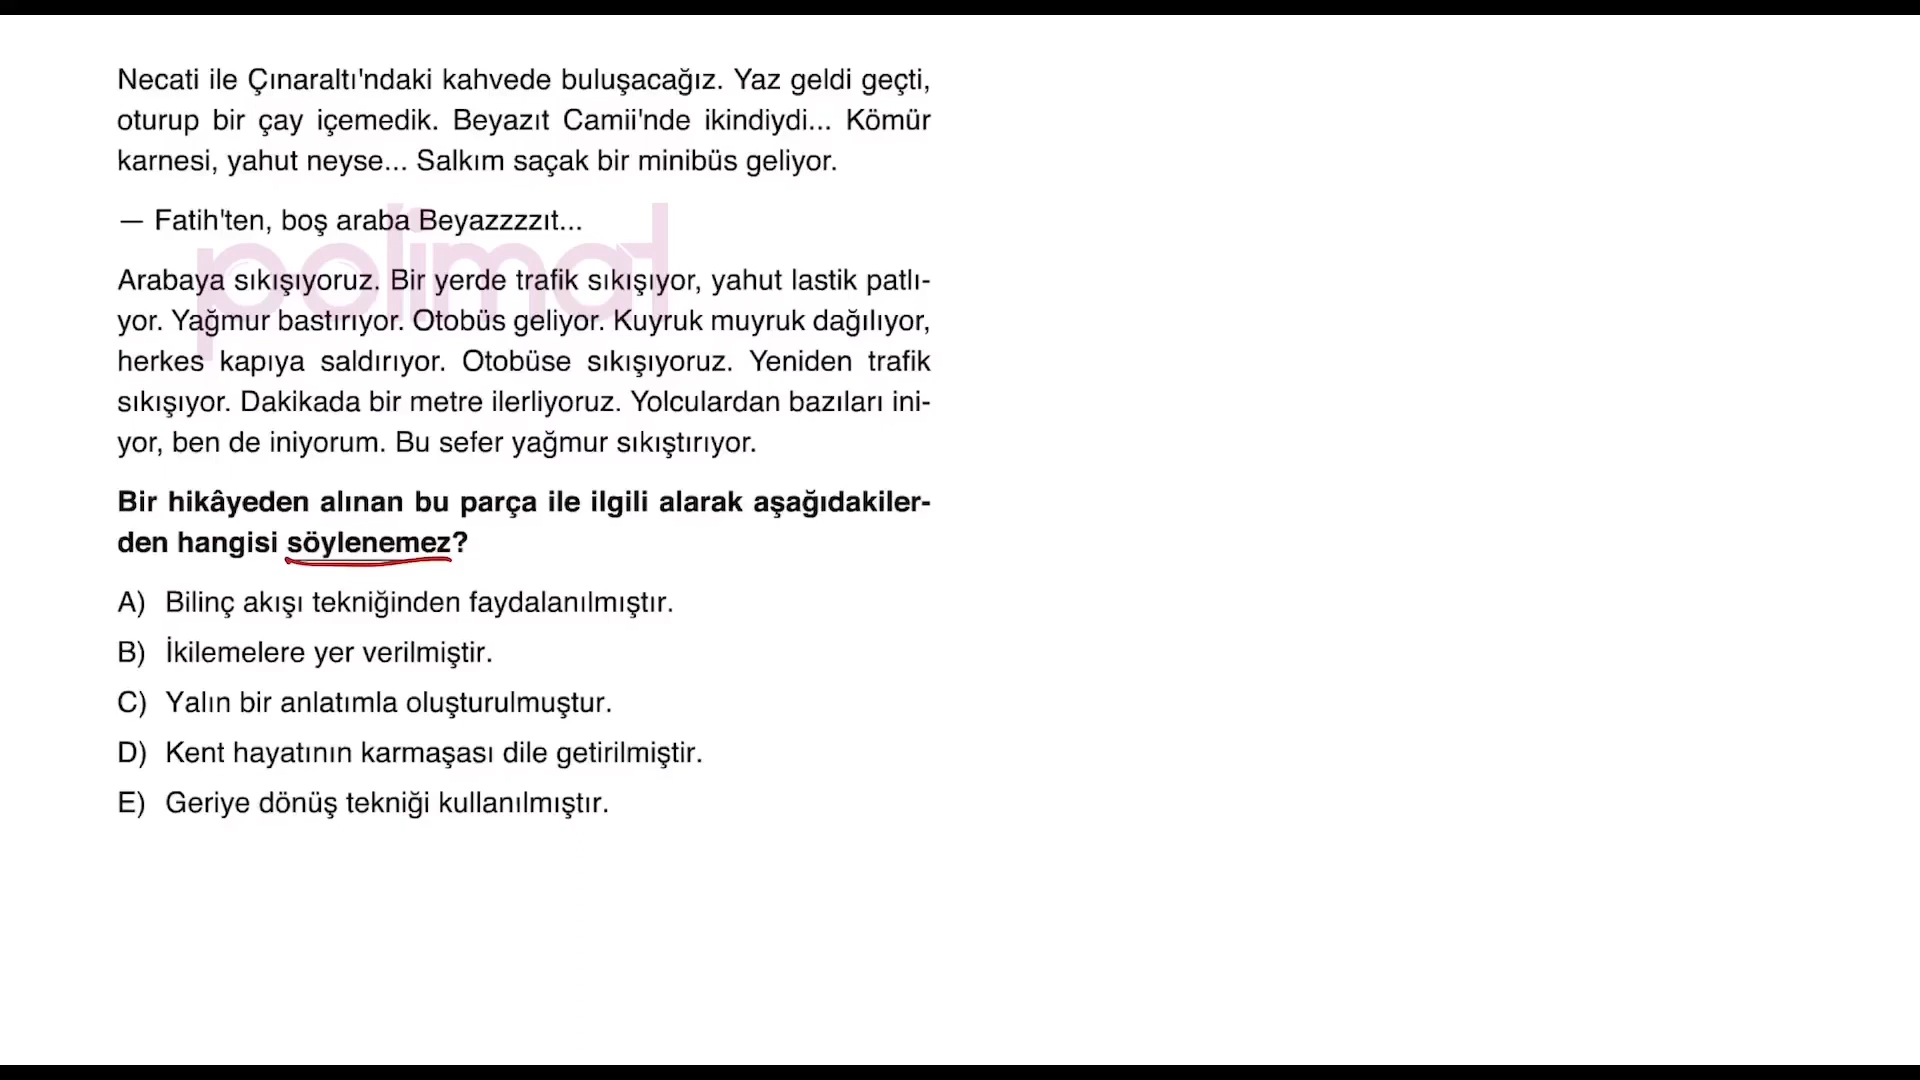 Necati ile Çınaraltı'ndaki kahvede buluşacağız. Yaz geldi geçti,
oturup bir çay içemedik. Beyazıt Camii'nde ikindiydi... Kömür
karnesi, yahut neyse... Salkım saçak bir minibüs geliyor.
— Fatih'ten, boş araba Beyazzzzıt...
polimat
Arabaya sıkışıyoruz. Bir yerde trafik sıkışıyor, yahut lastik patlı-
yor. Yağmur bastırıyor. Otobüs geliyor. Kuyruk muyruk dağılıyor,
herkes kapıya saldırıyor. Otobüse sıkışıyoruz. Yeniden trafik
sıkışıyor. Dakikada bir metre ilerliyoruz. Yolculardan bazıları ini-
yor, ben de iniyorum. Bu sefer yağmur sıkıştırıyor.
Bir hikâyeden alınan bu parça ile ilgili alarak aşağıdakiler-
den hangisi söylenemez?
A) Bilinç akışı tekniğinden faydalanılmıştır.
B) İkilemelere yer verilmiştir.
C) Yalın bir anlatımla oluşturulmuştur.
D) Kent hayatının karmaşası dile getirilmiştir.
E) Geriye dönüş tekniği kullanılmıştır.